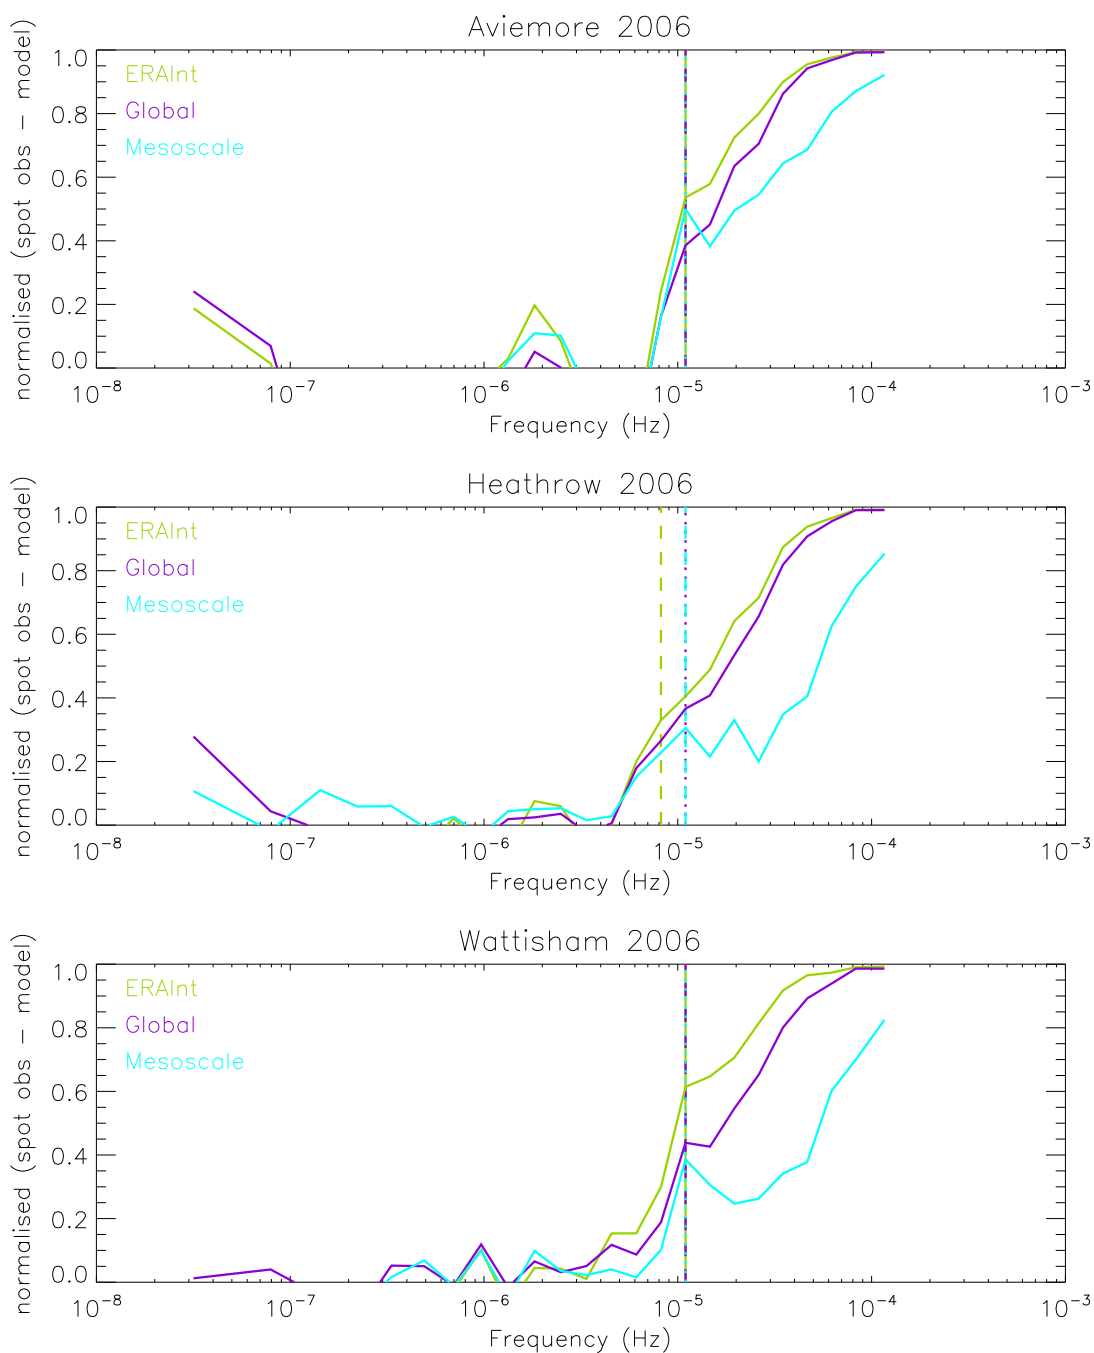 Aviemore 2006
normalised (spot obs − model)
1.0
0.8
0.6
0.4
0.2
0.0
ERAInt
Global
Mesoscale
10⁻⁸ 10⁻⁷ 10⁻⁶ 10⁻⁵ 10⁻⁴ 10⁻³
Frequency (Hz)
Heathrow 2006
normalised (spot obs − model)
1.0
0.8
0.6
0.4
0.2
0.0
ERAInt
Global
Mesoscale
10⁻⁸ 10⁻⁷ 10⁻⁶ 10⁻⁵ 10⁻⁴ 10⁻³
Frequency (Hz)
Wattisham 2006
normalised (spot obs − model)
1.0
0.8
0.6
0.4
0.2
0.0
ERAInt
Global
Mesoscale
10⁻⁸ 10⁻⁷ 10⁻⁶ 10⁻⁵ 10⁻⁴ 10⁻³
Frequency (Hz)